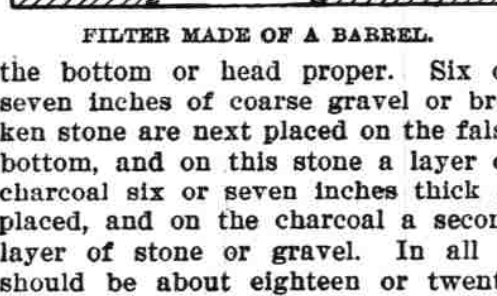 FILTER MADE OF A BARREL.
the bottom or head proper. Six
seven inches of coarse gravel or br
ken stone are next placed on the fals
bottom, and on this stone a layer
charcoal six or seven inches thick
placed, and on the charcoal a secon
layer of stone or gravel. In all
should be about eighteen or twent